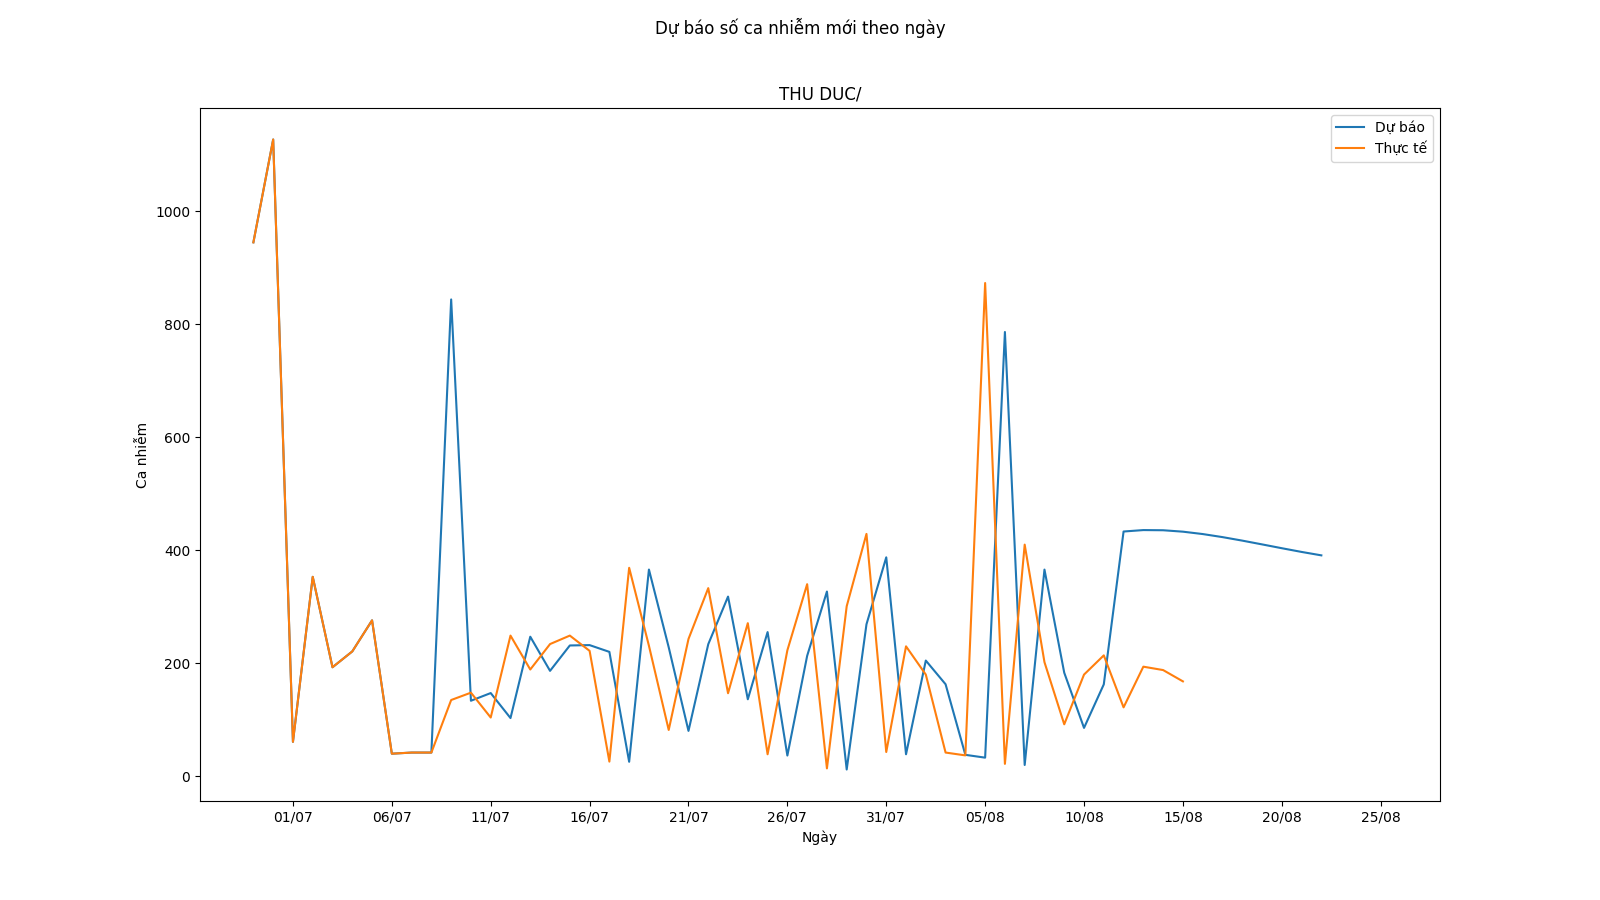 Dự báo số ca nhiễm mới theo ngày
THU DUC/
Dự báo
Thực tế
1000
800
600
400
200
0
Ca nhiễm
01/07 06/07 11/07 16/07 21/07 26/07 31/07 05/08 10/08 15/08 20/08 25/08
Ngày